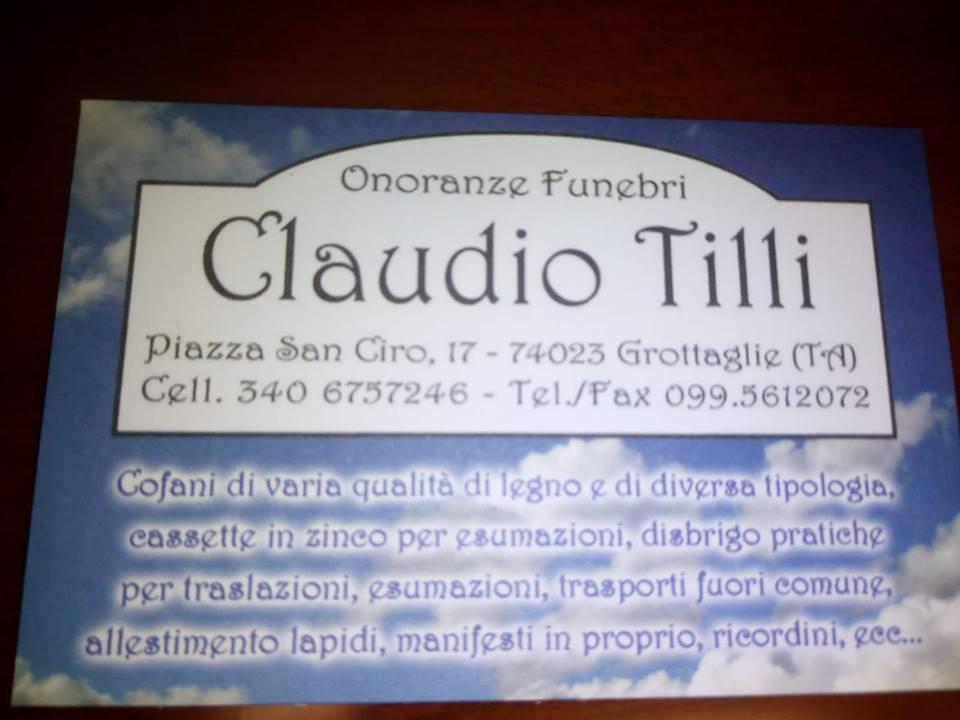 Onoranze Funebri
Claudio Tilli
Piazza San Ciro, 17 - 74023 Grottaglie (TA)
Cell. 340 6757246 - Tel./Fax 099.5612072
Cofani di varia qualità di legno e di diversa tipologia,
cassette in zinco per esumazioni, disbrigo pratiche
per traslazioni, esumazioni, trasporti fuori comune,
allestimento lapidi, manifesti in proprio, ricordini, ecc...